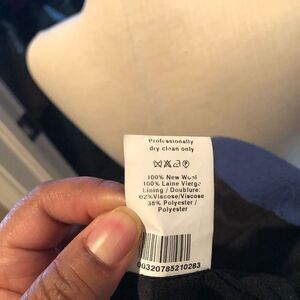 Professionally
dry clean only
100% New Wool
100% Laine Vierge
Lining / Doublure:
62%Viscose/Viscose
38% Polyester /
Polyester
00320785210283